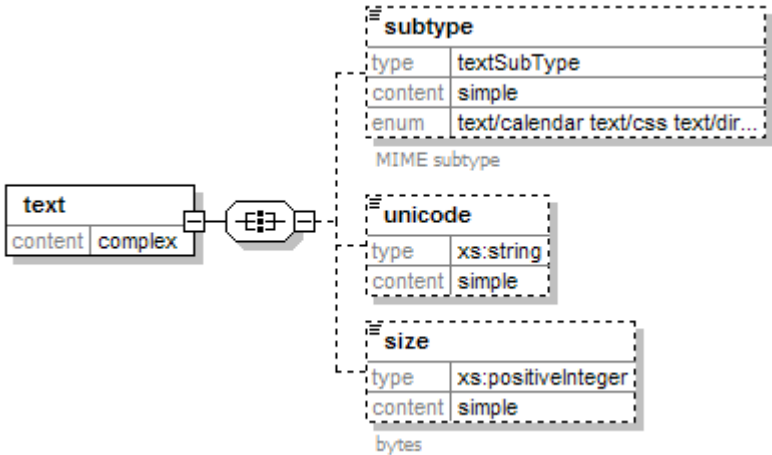 subtype
type textSubType
content simple
enum text/calendar text/css text/dir...
MIME subtype
text
content complex
unicode
type xs:string
content simple
size
type xs:positiveInteger
content simple
bytes